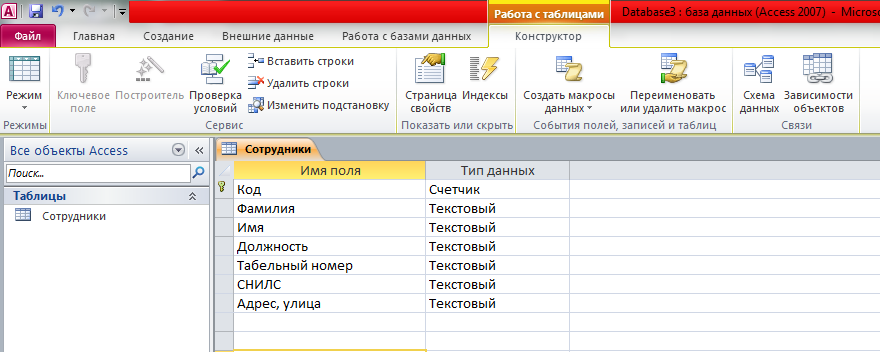 Работа с таблицами
Database3 : база данных (Access 2007) - Microso
Файл Главная Создание Внешние данные Работа с базами данных Конструктор
Режим
Ключевое поле
Построитель
Проверка условий
Вставить строки
Удалить строки
Изменить подстановку
Страница свойств
Индексы
Создать макросы данных
Переименовать или удалить макрос
Схема данных
Зависимости объектов
Режимы Сервис Показать или скрыть События полей, записей и таблиц Связи
Все объекты Access
Поиск...
Таблицы
Сотрудники
Сотрудники
Имя поля Тип данных
Код Счетчик
Фамилия Текстовый
Имя Текстовый
Должность Текстовый
Табельный номер Текстовый
СНИЛС Текстовый
Адрес, улица Текстовый